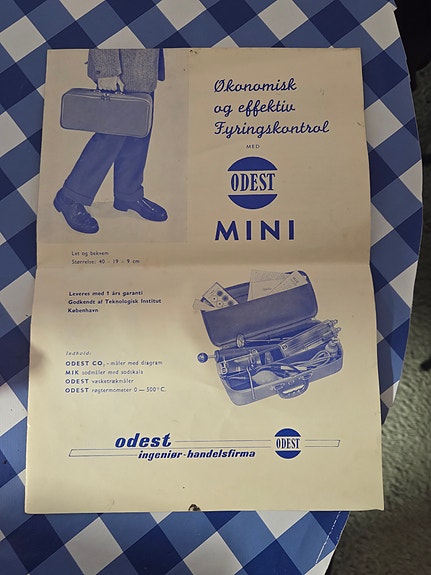 Økonomisk
og effektiv
Fyringskontrol
MED
ODEST
MINI
Let og bekvem
Størrelse: 40 - 19 - 9 cm
Leveres med 1 års garanti
Godkendt af Teknologisk Institut
København
Indhold:
ODEST CO₂ - måler med diagram
MIK sodmåler med sodskala
ODEST væsketrækmåler
ODEST røgtermometer 0 — 500° C.
odest
ingeniør-handelsfirma
ODEST